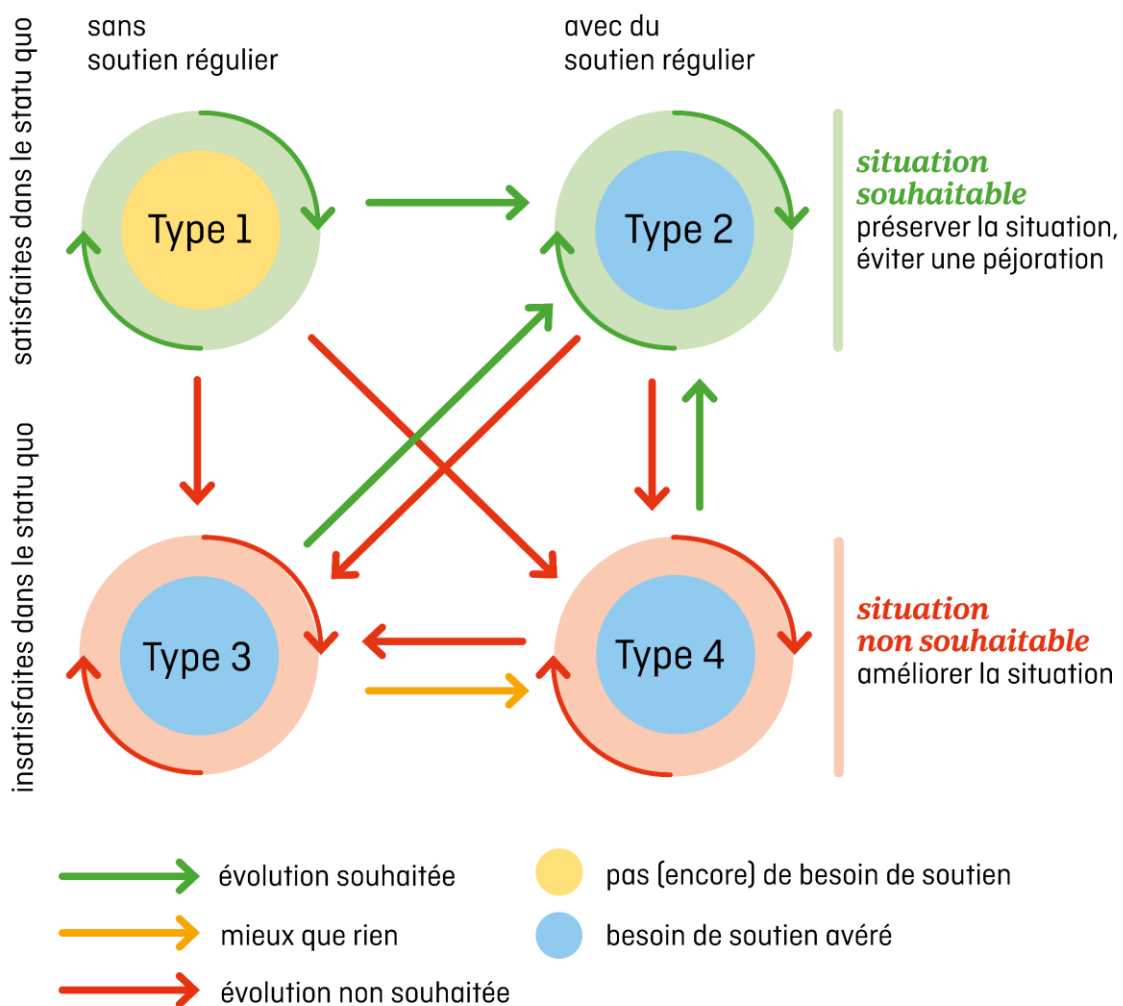 sans
soutien régulier
avec du
soutien régulier
satisfaites dans le statu quo
Type 1
Type 2
situation
souhaitable
préserver la situation,
éviter une péjoration
insatisfaites dans le statu quo
Type 3
Type 4
situation
non souhaitable
améliorer la situation
évolution souhaitée
pas (encore) de besoin de soutien
mieux que rien
besoin de soutien avéré
évolution non souhaitée